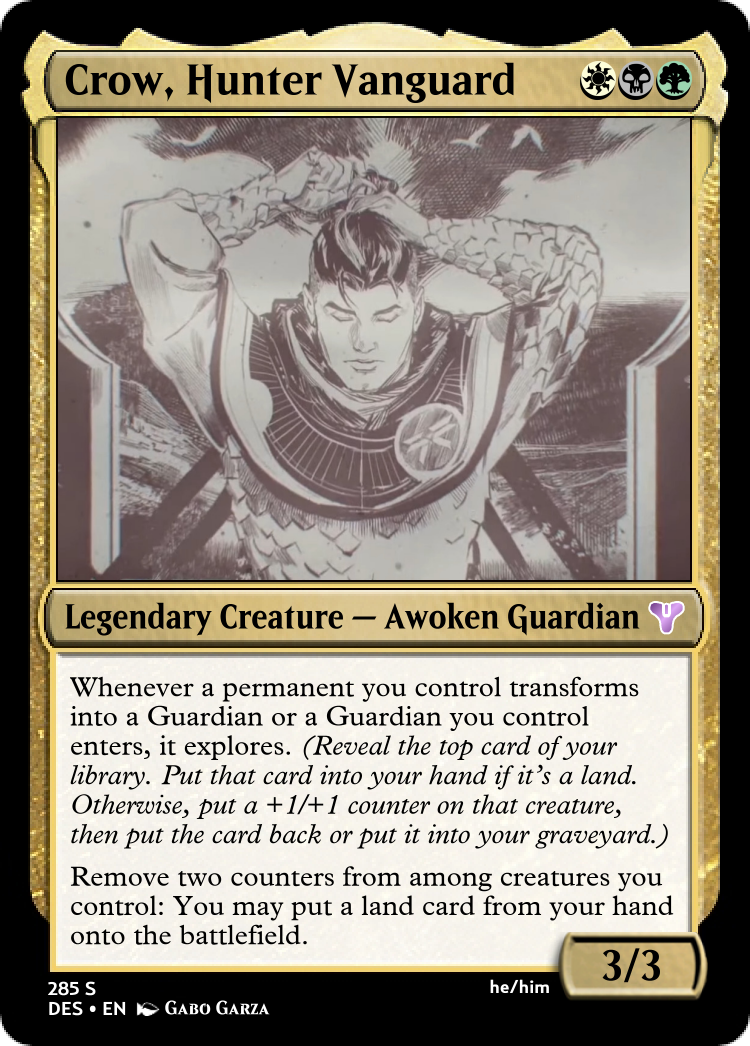 Crow, Hunter Vanguard
Legendary Creature — Awoken Guardian
Whenever a permanent you control transforms
into a Guardian or a Guardian you control
enters, it explores. (Reveal the top card of your
library. Put that card into your hand if it's a land.
Otherwise, put a +1/+1 counter on that creature,
then put the card back or put it into your graveyard.)
Remove two counters from among creatures you
control: You may put a land card from your hand
onto the battlefield.
3/3
285 S
he/him
DES • EN Gabo Garza